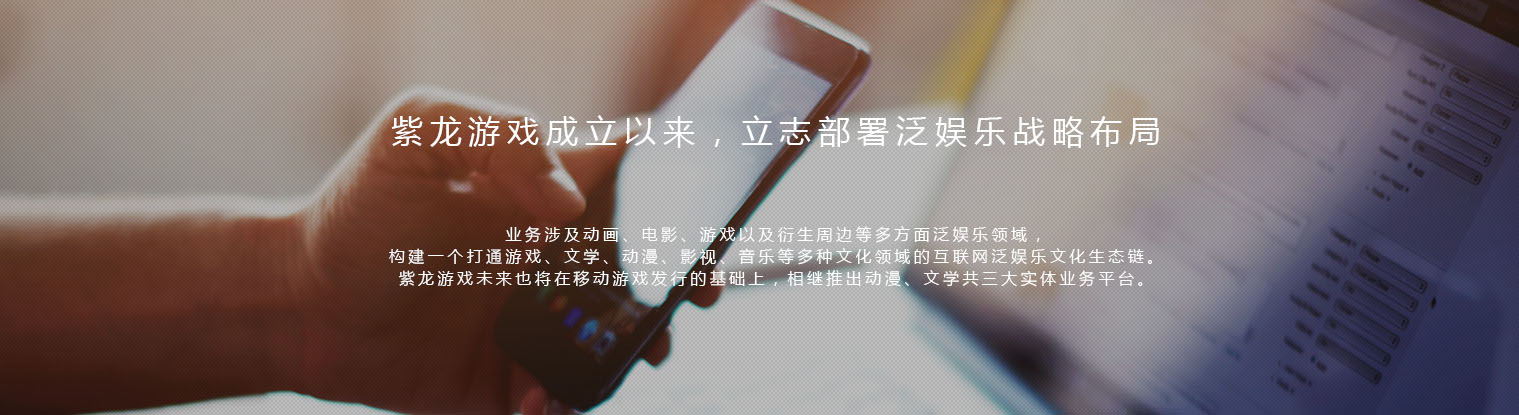 紫龙游戏成立以来，立志部署泛娱乐战略布局
业务涉及动画、电影、游戏以及衍生周边等多方面泛娱乐领域，
构建一个打通游戏、文学、动漫、影视、音乐等多种文化领域的互联网泛娱乐文化生态链。
紫龙游戏未来也将在移动游戏发行的基础上，相继推出动漫、文学共三大实体业务平台。